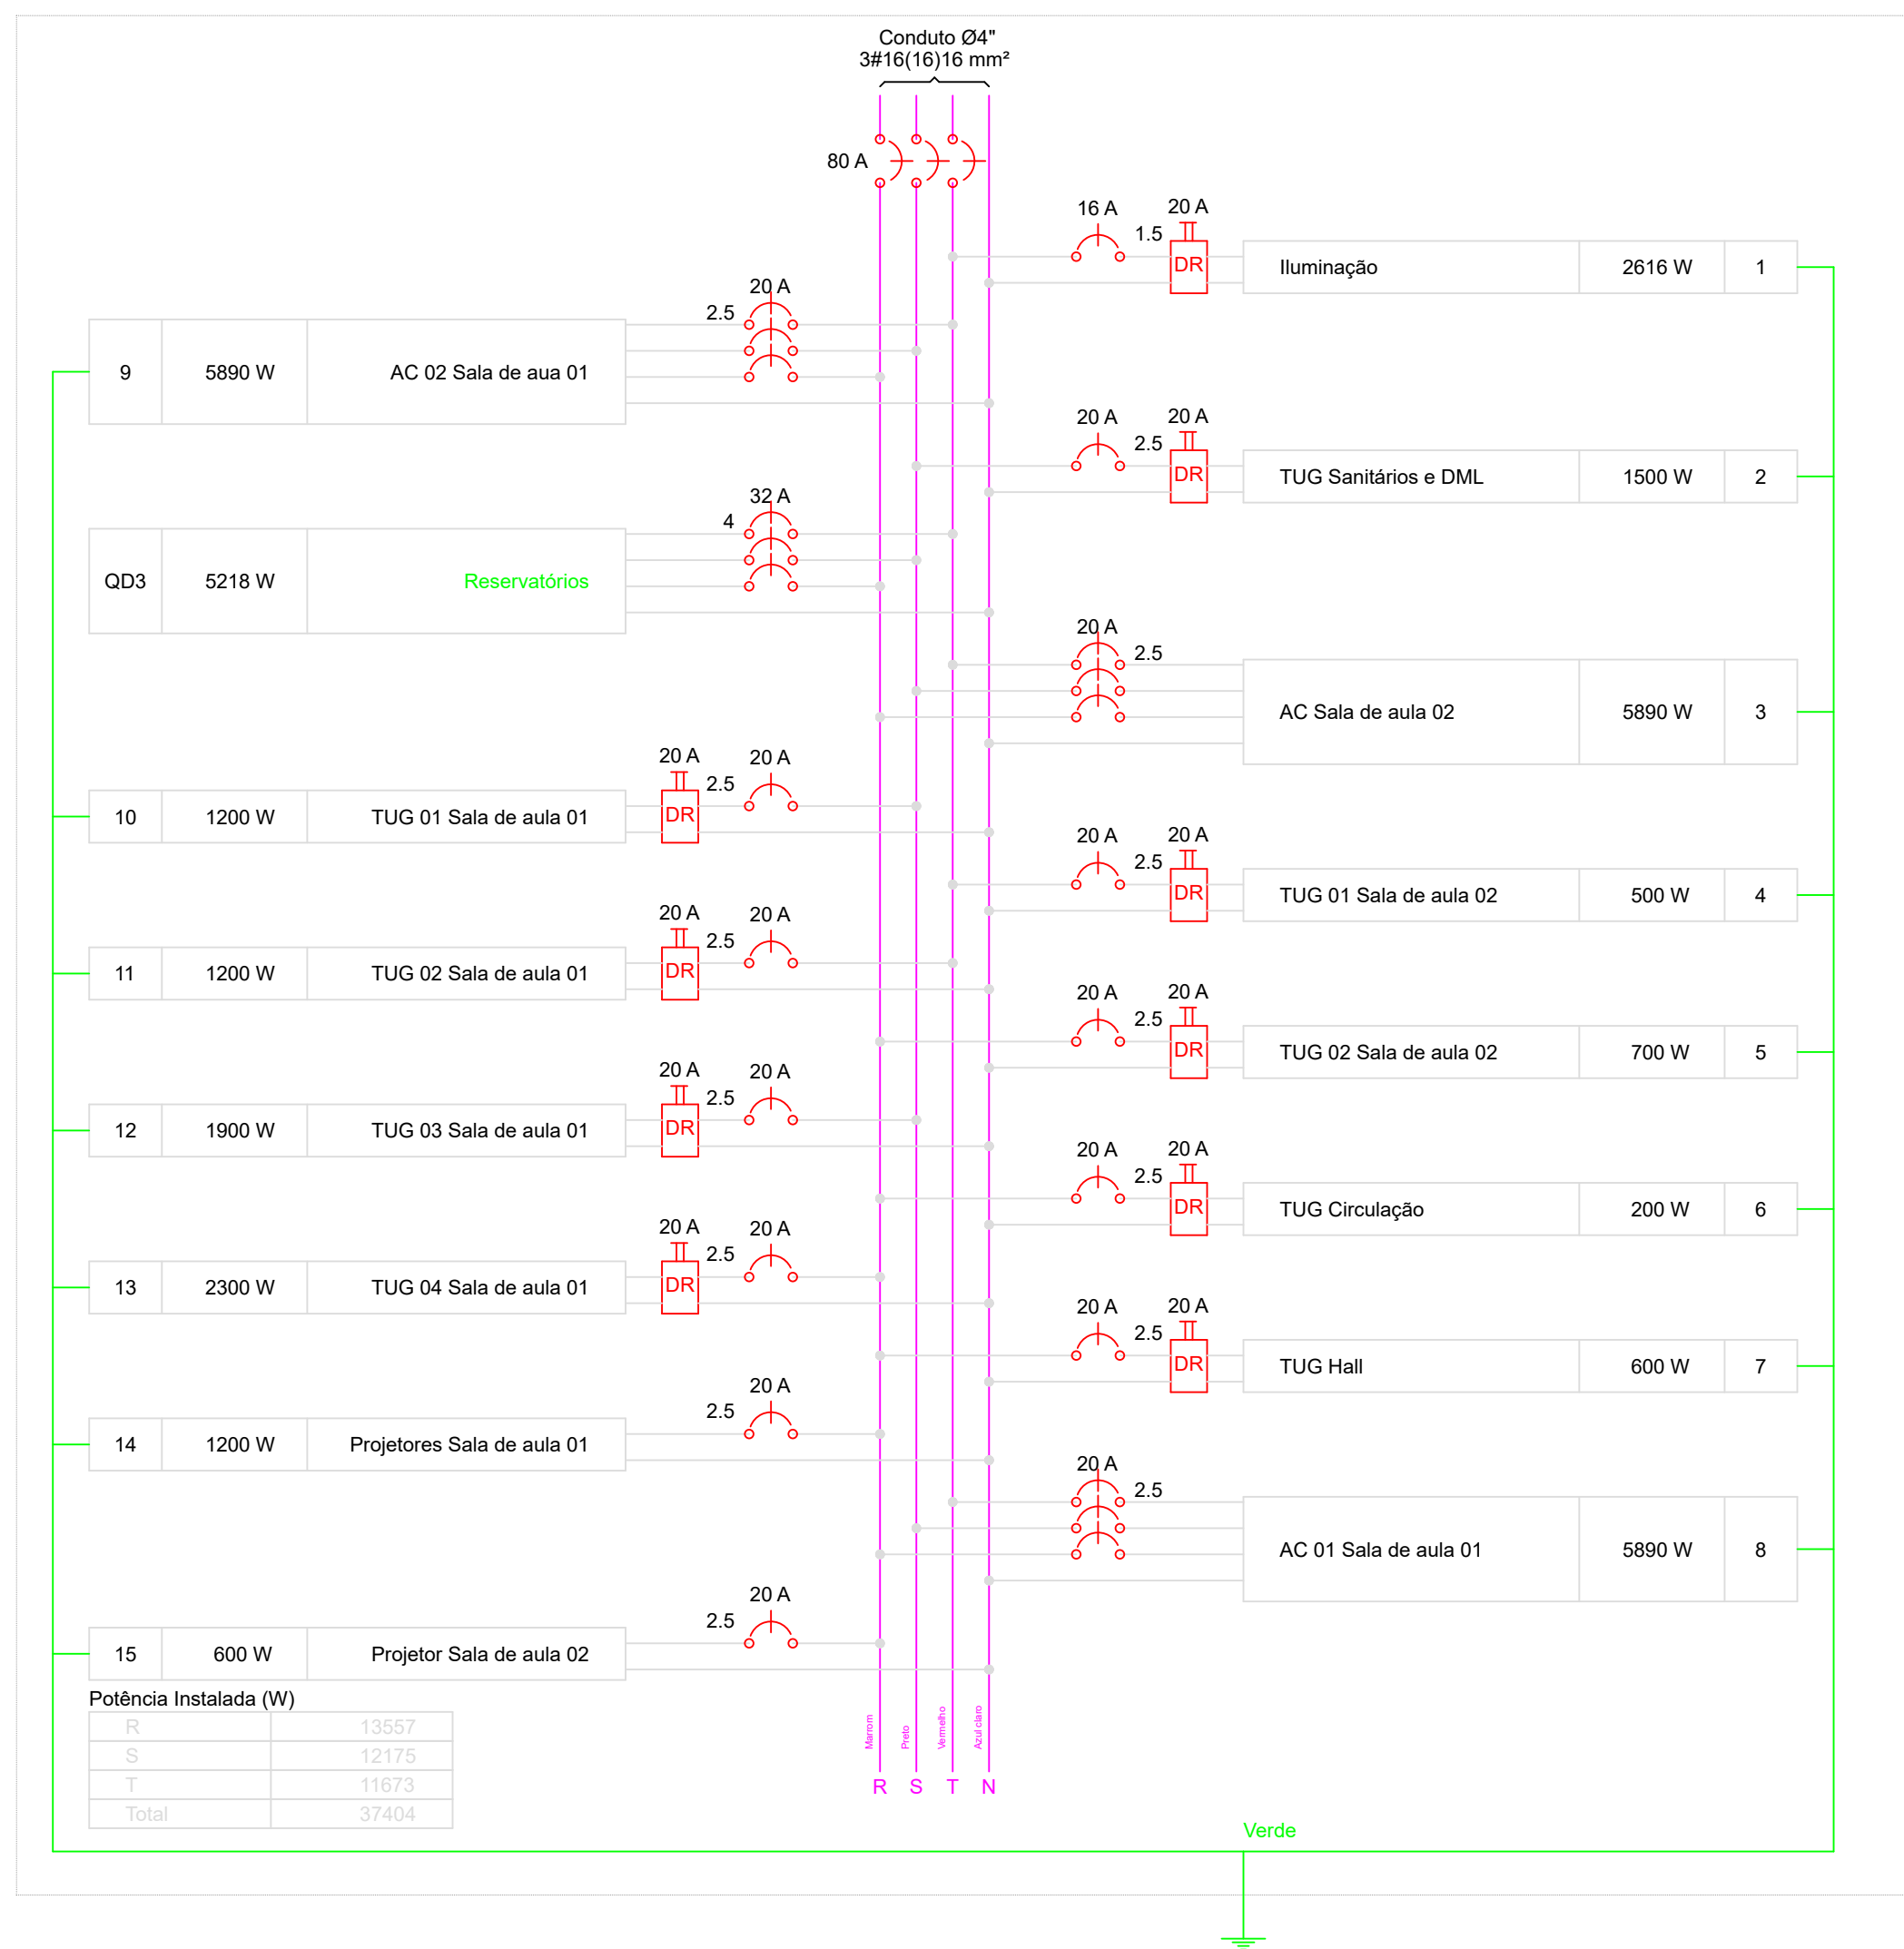 Conduto Ø4"
3#16(16)16 mm²
80 A
16 A
1.5
20 A
DR
Iluminação 2616 W 1
20 A
2.5
9 5890 W AC 02 Sala de aua 01
20 A
2.5
20 A
DR
TUG Sanitários e DML 1500 W 2
32 A
4
QD3 5218 W Reservatórios
20 A
2.5
AC Sala de aula 02 5890 W 3
20 A
2.5
20 A
DR
10 1200 W TUG 01 Sala de aula 01
20 A
2.5
20 A
DR
TUG 01 Sala de aula 02 500 W 4
20 A
2.5
20 A
DR
11 1200 W TUG 02 Sala de aula 01
20 A
2.5
20 A
DR
TUG 02 Sala de aula 02 700 W 5
20 A
2.5
20 A
DR
12 1900 W TUG 03 Sala de aula 01
20 A
2.5
20 A
DR
TUG Circulação 200 W 6
20 A
2.5
20 A
DR
13 2300 W TUG 04 Sala de aula 01
20 A
2.5
20 A
DR
TUG Hall 600 W 7
20 A
2.5
14 1200 W Projetores Sala de aula 01
20 A
2.5
AC 01 Sala de aula 01 5890 W 8
20 A
2.5
15 600 W Projetor Sala de aula 02
Potência Instalada (W)
R 13557
S 12175
T 11673
Total 37404
Marrom
Preto
Vermelho
Azul claro
R S T N
Verde